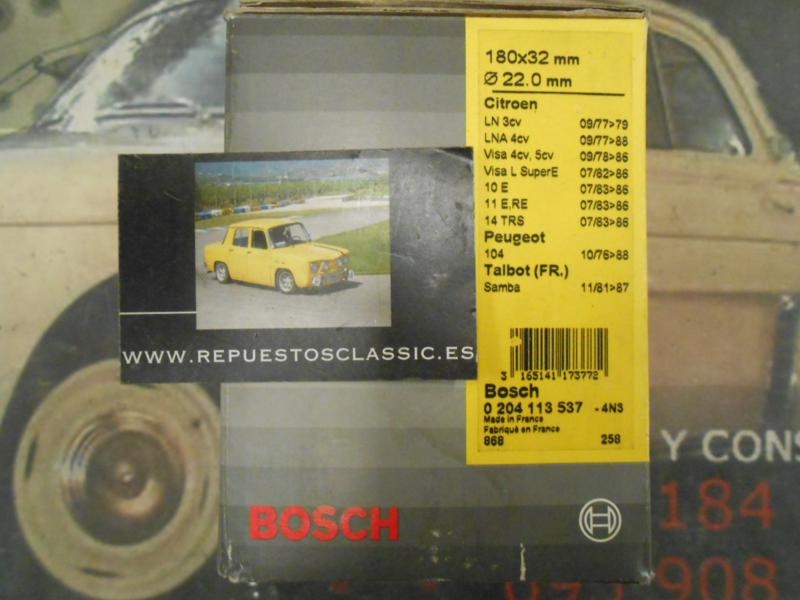 180x32 mm
Ø 22.0 mm
Citroen
LN 3cv 09/77>79
LNA 4cv 09/77>88
Visa 4cv, 5cv 09/78>86
Visa L SuperE 07/82>86
10 E 07/83>86
11 E,RE 07/83>86
14 TRS 07/83>86
Peugeot
104 10/76>88
Talbot (FR.)
Samba 11/81>87
WWW.REPUESTOSCLASSIC.ES
3 165141 173772
Bosch
0 204 113 537 - 4N3
Made in France
Fabriqué en France
868 258
BOSCH
Y CONS
184
693 908